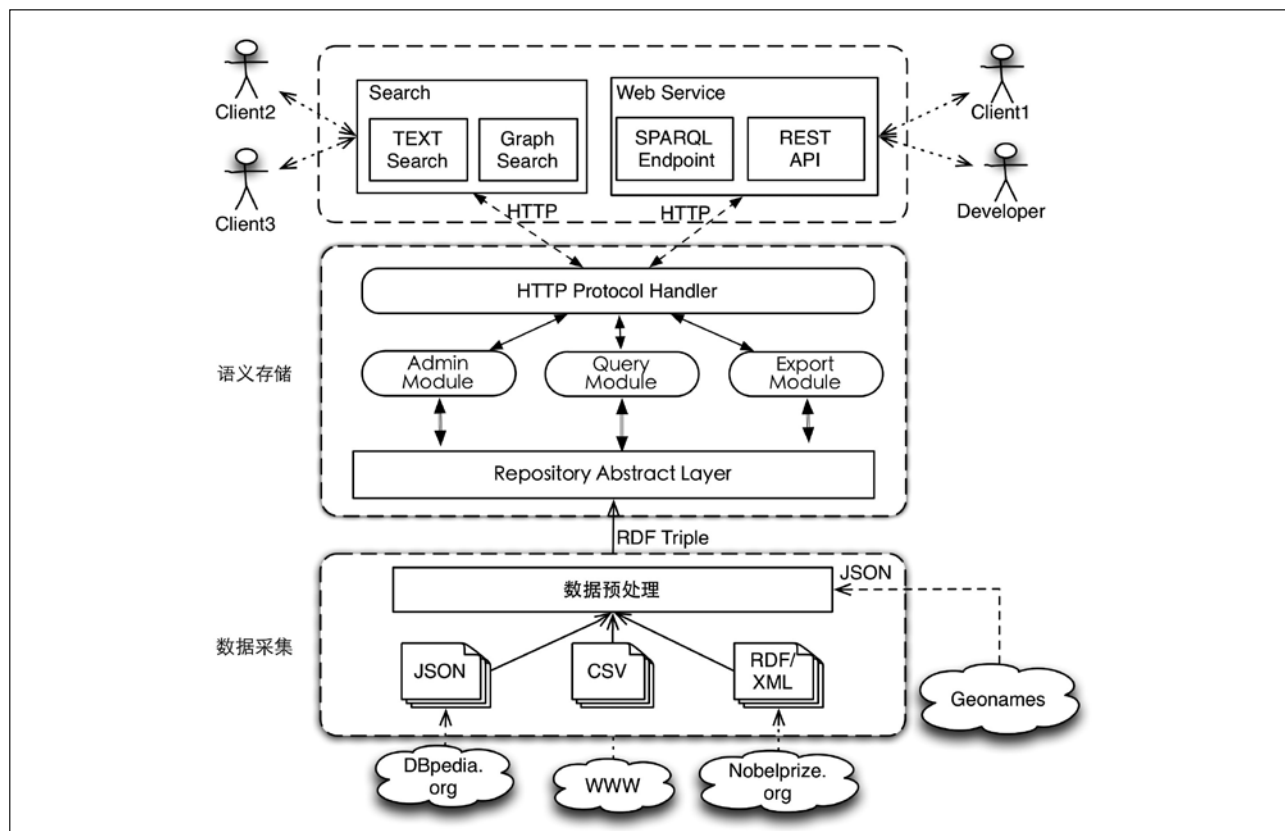 Client2
Client3
Search
TEXT
Search
Graph
Search
Web Service
SPARQL
Endpoint
REST
API
Client1
Developer
HTTP
HTTP
HTTP Protocol Handler
语义存储
Admin
Module
Query
Module
Export
Module
Repository Abstract Layer
RDF Triple
数据预处理
JSON
数据采集
JSON
CSV
RDF/
XML
Geonames
DBpedia.
org
WWW
Nobelprize.
org